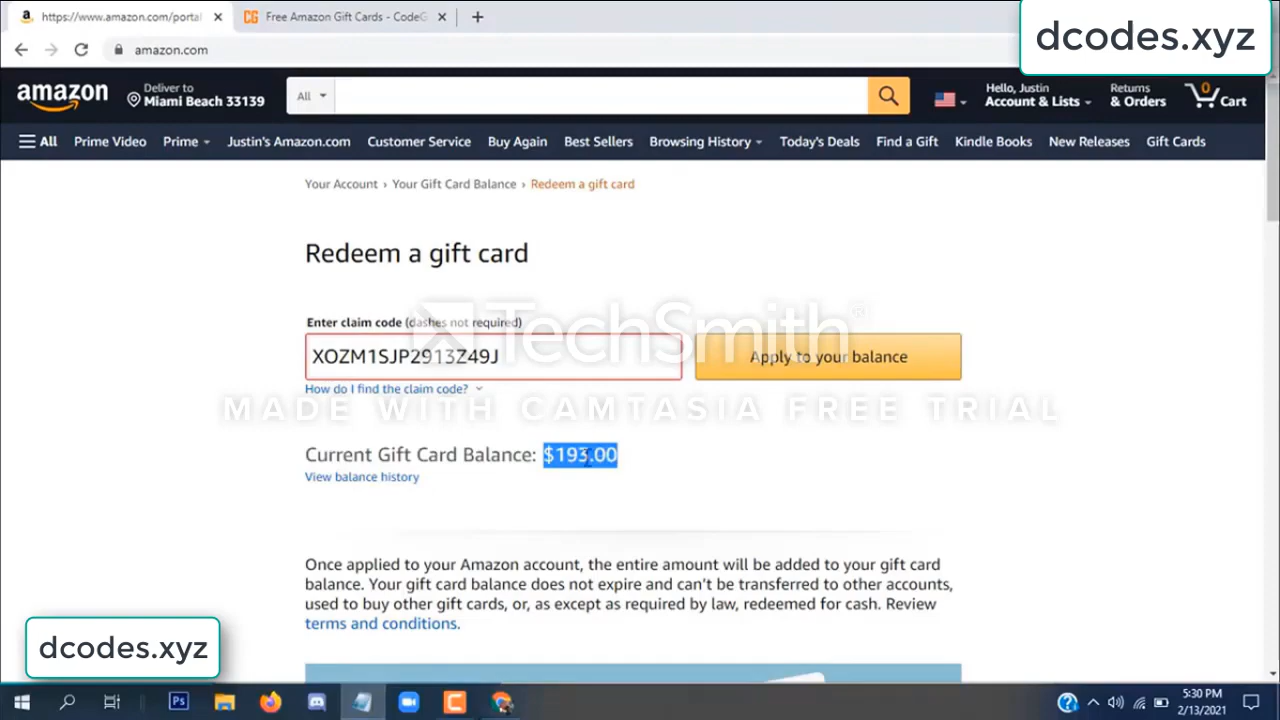 https://www.amazon.com/portal
Free Amazon Gift Cards - CodeG
dcodes.xyz
amazon.com
amazon
Deliver to
Miami Beach 33139
All
Hello, Justin
Account & Lists
Returns
& Orders
0
Cart
All
Prime Video
Prime
Justin's Amazon.com
Customer Service
Buy Again
Best Sellers
Browsing History
Today's Deals
Find a Gift
Kindle Books
New Releases
Gift Cards
Your Account › Your Gift Card Balance › Redeem a gift card
Redeem a gift card
Enter claim code (dashes not required)
TechSmith®
XOZM1SJP2913Z49J
Apply to your balance
How do I find the claim code?
MADE WITH CAMTASIA FREE TRIAL
Current Gift Card Balance: $193.00
View balance history
Once applied to your Amazon account, the entire amount will be added to your gift card
balance. Your gift card balance does not expire and can't be transferred to other accounts,
used to buy other gift cards, or, as except as required by law, redeemed for cash. Review
terms and conditions.
dcodes.xyz
Ps
5:30 PM
2/13/2021